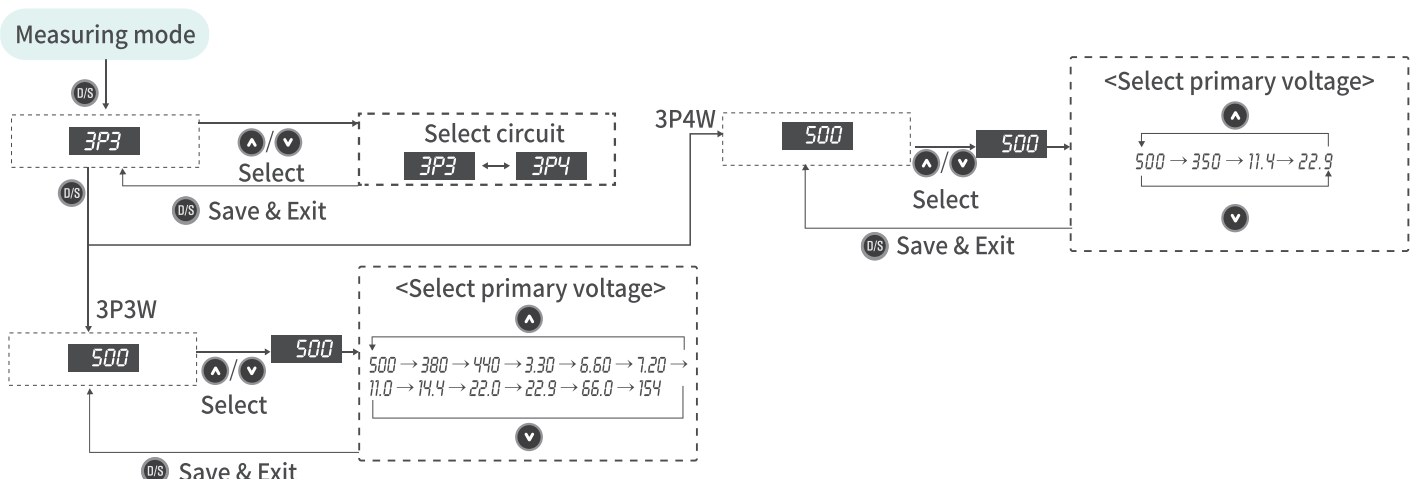 Measuring mode
D/S
3P3
∧/∨
Select
Select circuit
3P3 ↔ 3P4
D/S Save & Exit
D/S
3P3W
500
∧/∨
Select
500
<Select primary voltage>
∧
500 → 380 → 440 → 3.30 → 6.60 → 7.20 →
11.0 → 14.4 → 22.0 → 22.9 → 66.0 → 154
∨
D/S Save & Exit
3P4W
500
∧/∨
Select
500
<Select primary voltage>
∧
500 → 350 → 11.4 → 22.9
∨
D/S Save & Exit